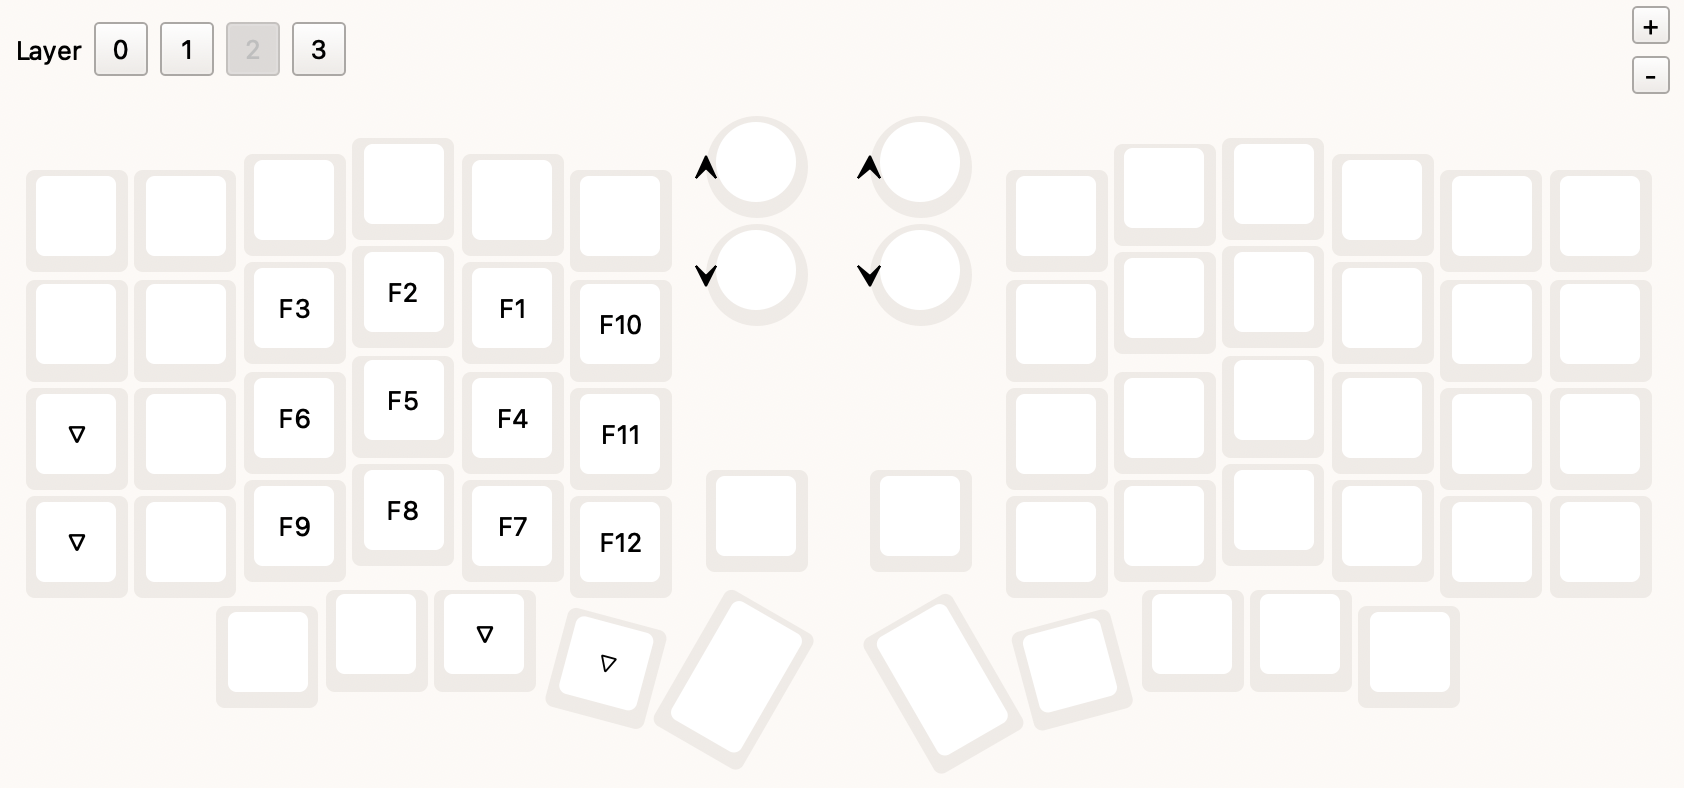 Layer 0 1 2 3
+
-
F3 F2 F1 F10
▽ F6 F5 F4 F11
▽ F9 F8 F7 F12
▽ ▽